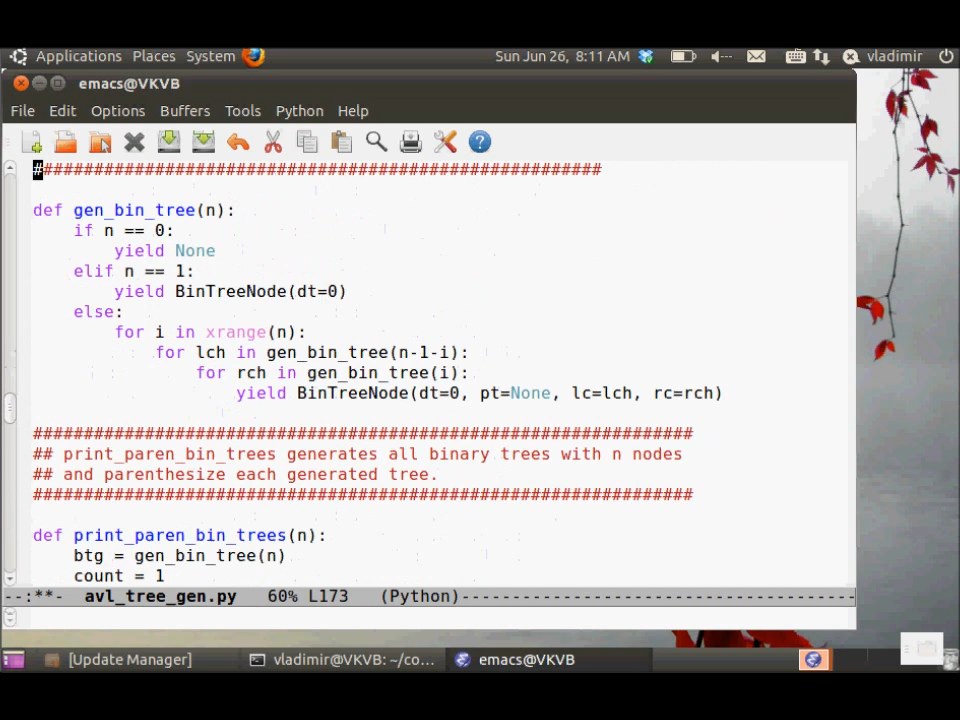 Applications Places System Sun Jun 26, 8:11 AM vladimir
emacs@VKVB
File Edit Options Buffers Tools Python Help
########################################################
def gen_bin_tree(n):
    if n == 0:
        yield None
    elif n == 1:
        yield BinTreeNode(dt=0)
    else:
        for i in xrange(n):
            for lch in gen_bin_tree(n-1-i):
                for rch in gen_bin_tree(i):
                    yield BinTreeNode(dt=0, pt=None, lc=lch, rc=rch)
#################################################################
## print_paren_bin_trees generates all binary trees with n nodes
## and parenthesize each generated tree.
#################################################################
def print_paren_bin_trees(n):
    btg = gen_bin_tree(n)
    count = 1
--:**-  avl_tree_gen.py   60% L173   (Python)---------------------------------------
[Update Manager] vladimir@VKVB: ~/co... emacs@VKVB